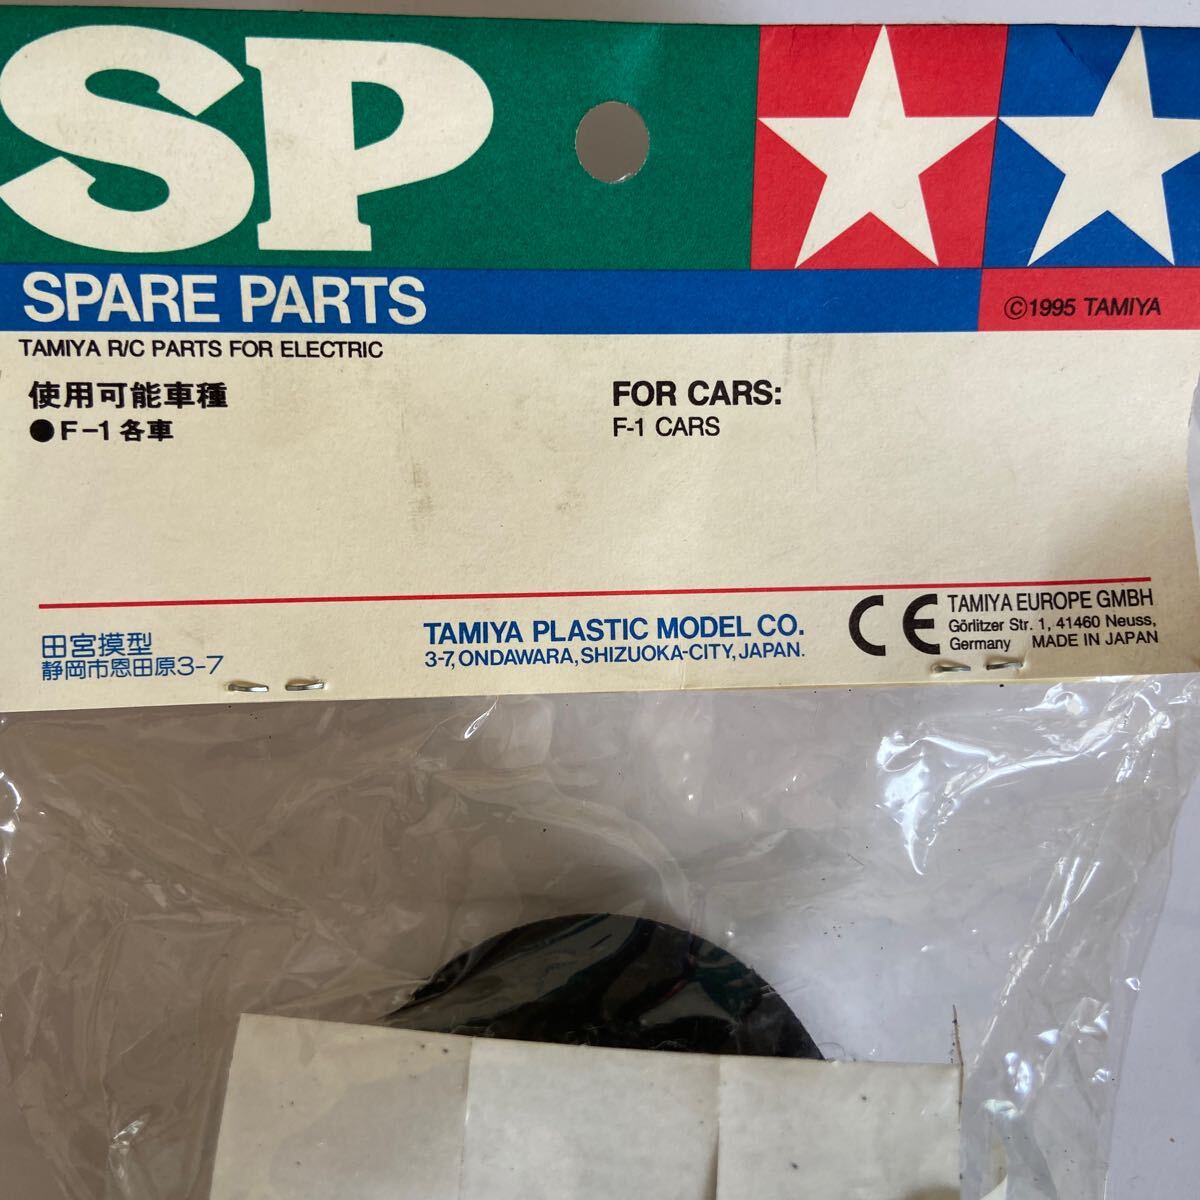 SP
SPARE PARTS
©1995 TAMIYA
TAMIYA R/C PARTS FOR ELECTRIC
使用可能車種
●F-1各車
FOR CARS:
F-1 CARS
田宮模型
静岡市恩田原3-7
TAMIYA PLASTIC MODEL CO.
3-7, ONDAWARA, SHIZUOKA-CITY, JAPAN.
CE
TAMIYA EUROPE GMBH
Görlitzer Str. 1, 41460 Neuss,
Germany MADE IN JAPAN